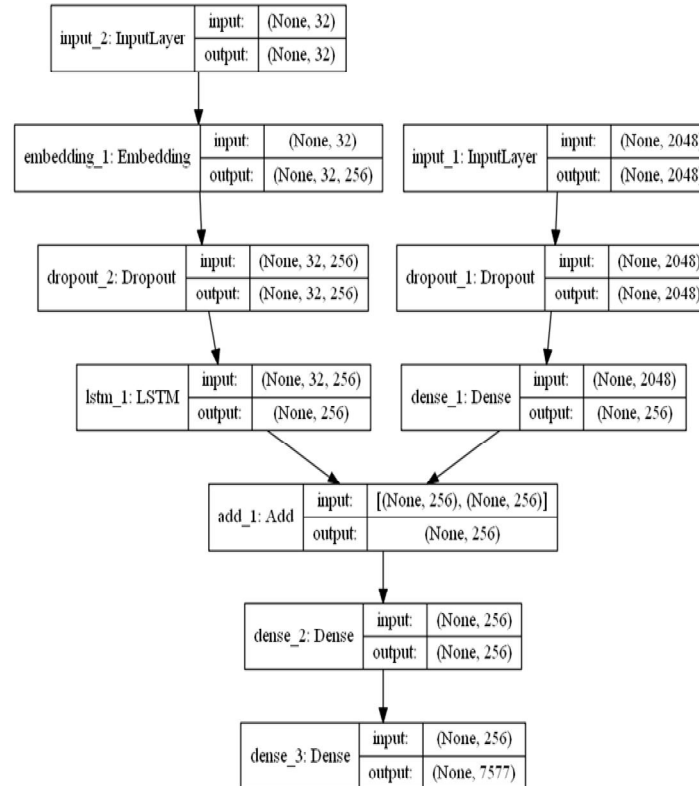 input_2: InputLayer
input: (None, 32)
output: (None, 32)
embedding_1: Embedding
input: (None, 32)
output: (None, 32, 256)
input_1: InputLayer
input: (None, 2048)
output: (None, 2048)
dropout_2: Dropout
input: (None, 32, 256)
output: (None, 32, 256)
dropout_1: Dropout
input: (None, 2048)
output: (None, 2048)
lstm_1: LSTM
input: (None, 32, 256)
output: (None, 256)
dense_1: Dense
input: (None, 2048)
output: (None, 256)
add_1: Add
input: [(None, 256), (None, 256)]
output: (None, 256)
dense_2: Dense
input: (None, 256)
output: (None, 256)
dense_3: Dense
input: (None, 256)
output: (None, 7577)